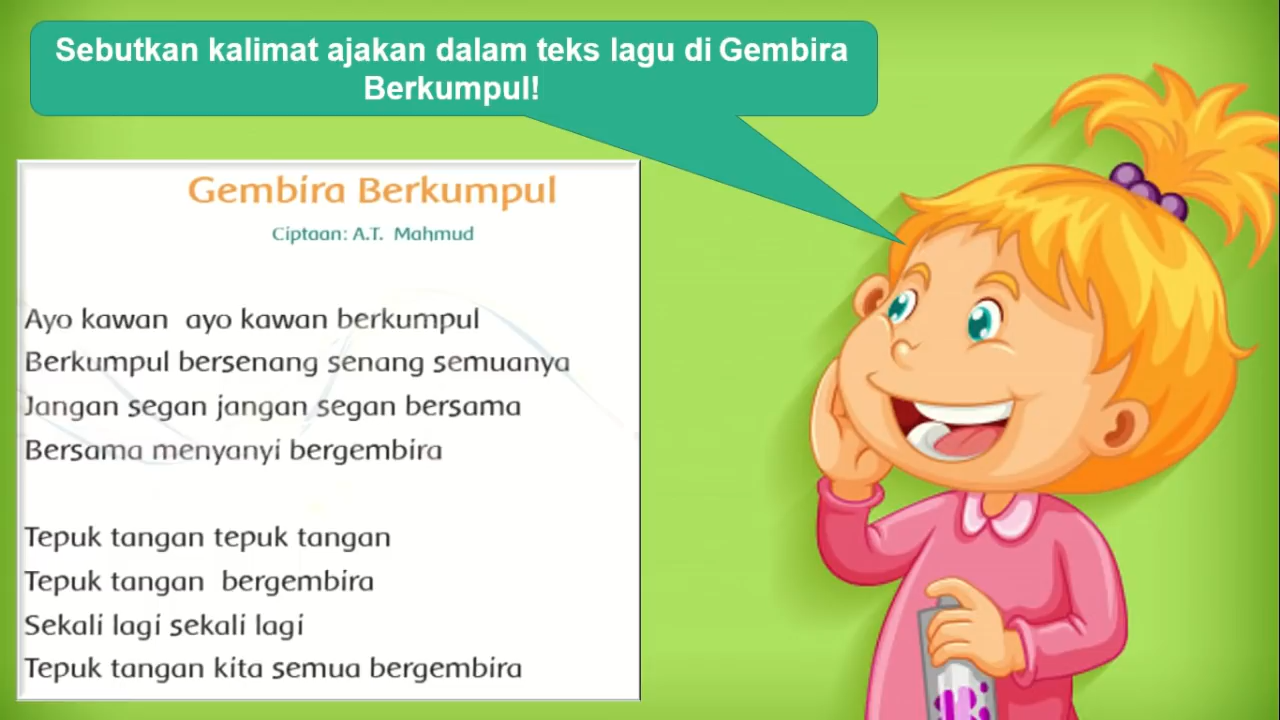 Sebutkan kalimat ajakan dalam teks lagu di Gembira
Berkumpul!
Gembira Berkumpul
Ciptaan: A.T. Mahmud
Ayo kawan ayo kawan berkumpul
Berkumpul bersenang senang semuanya
Jangan segan jangan segan bersama
Bersama menyanyi bergembira
Tepuk tangan tepuk tangan
Tepuk tangan bergembira
Sekali lagi sekali lagi
Tepuk tangan kita semua bergembira